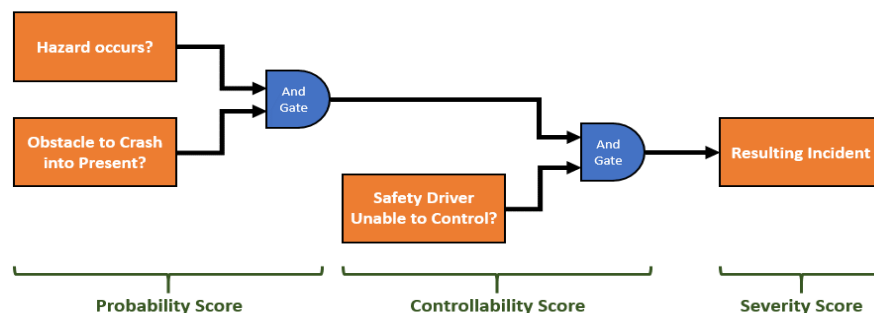 Hazard occurs?
And
Gate
Obstacle to Crash
into Present?
And
Gate
Resulting Incident
Safety Driver
Unable to Control?
Probability Score
Controllability Score
Severity Score